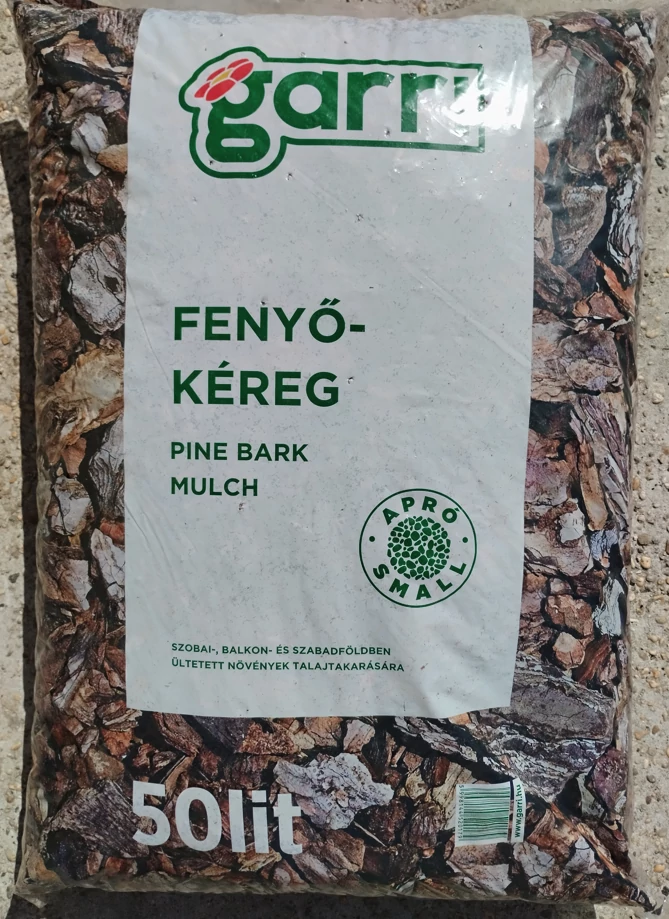 garri
FENYŐ-
KÉREG
PINE BARK
MULCH
APRÓ
SMALL
SZOBAI-, BALKON- ÉS SZABADFÖLDBEN
ÜLTETETT NÖVÉNYEK TALAJTAKARÁSÁRA
50lit
www.garri.hu